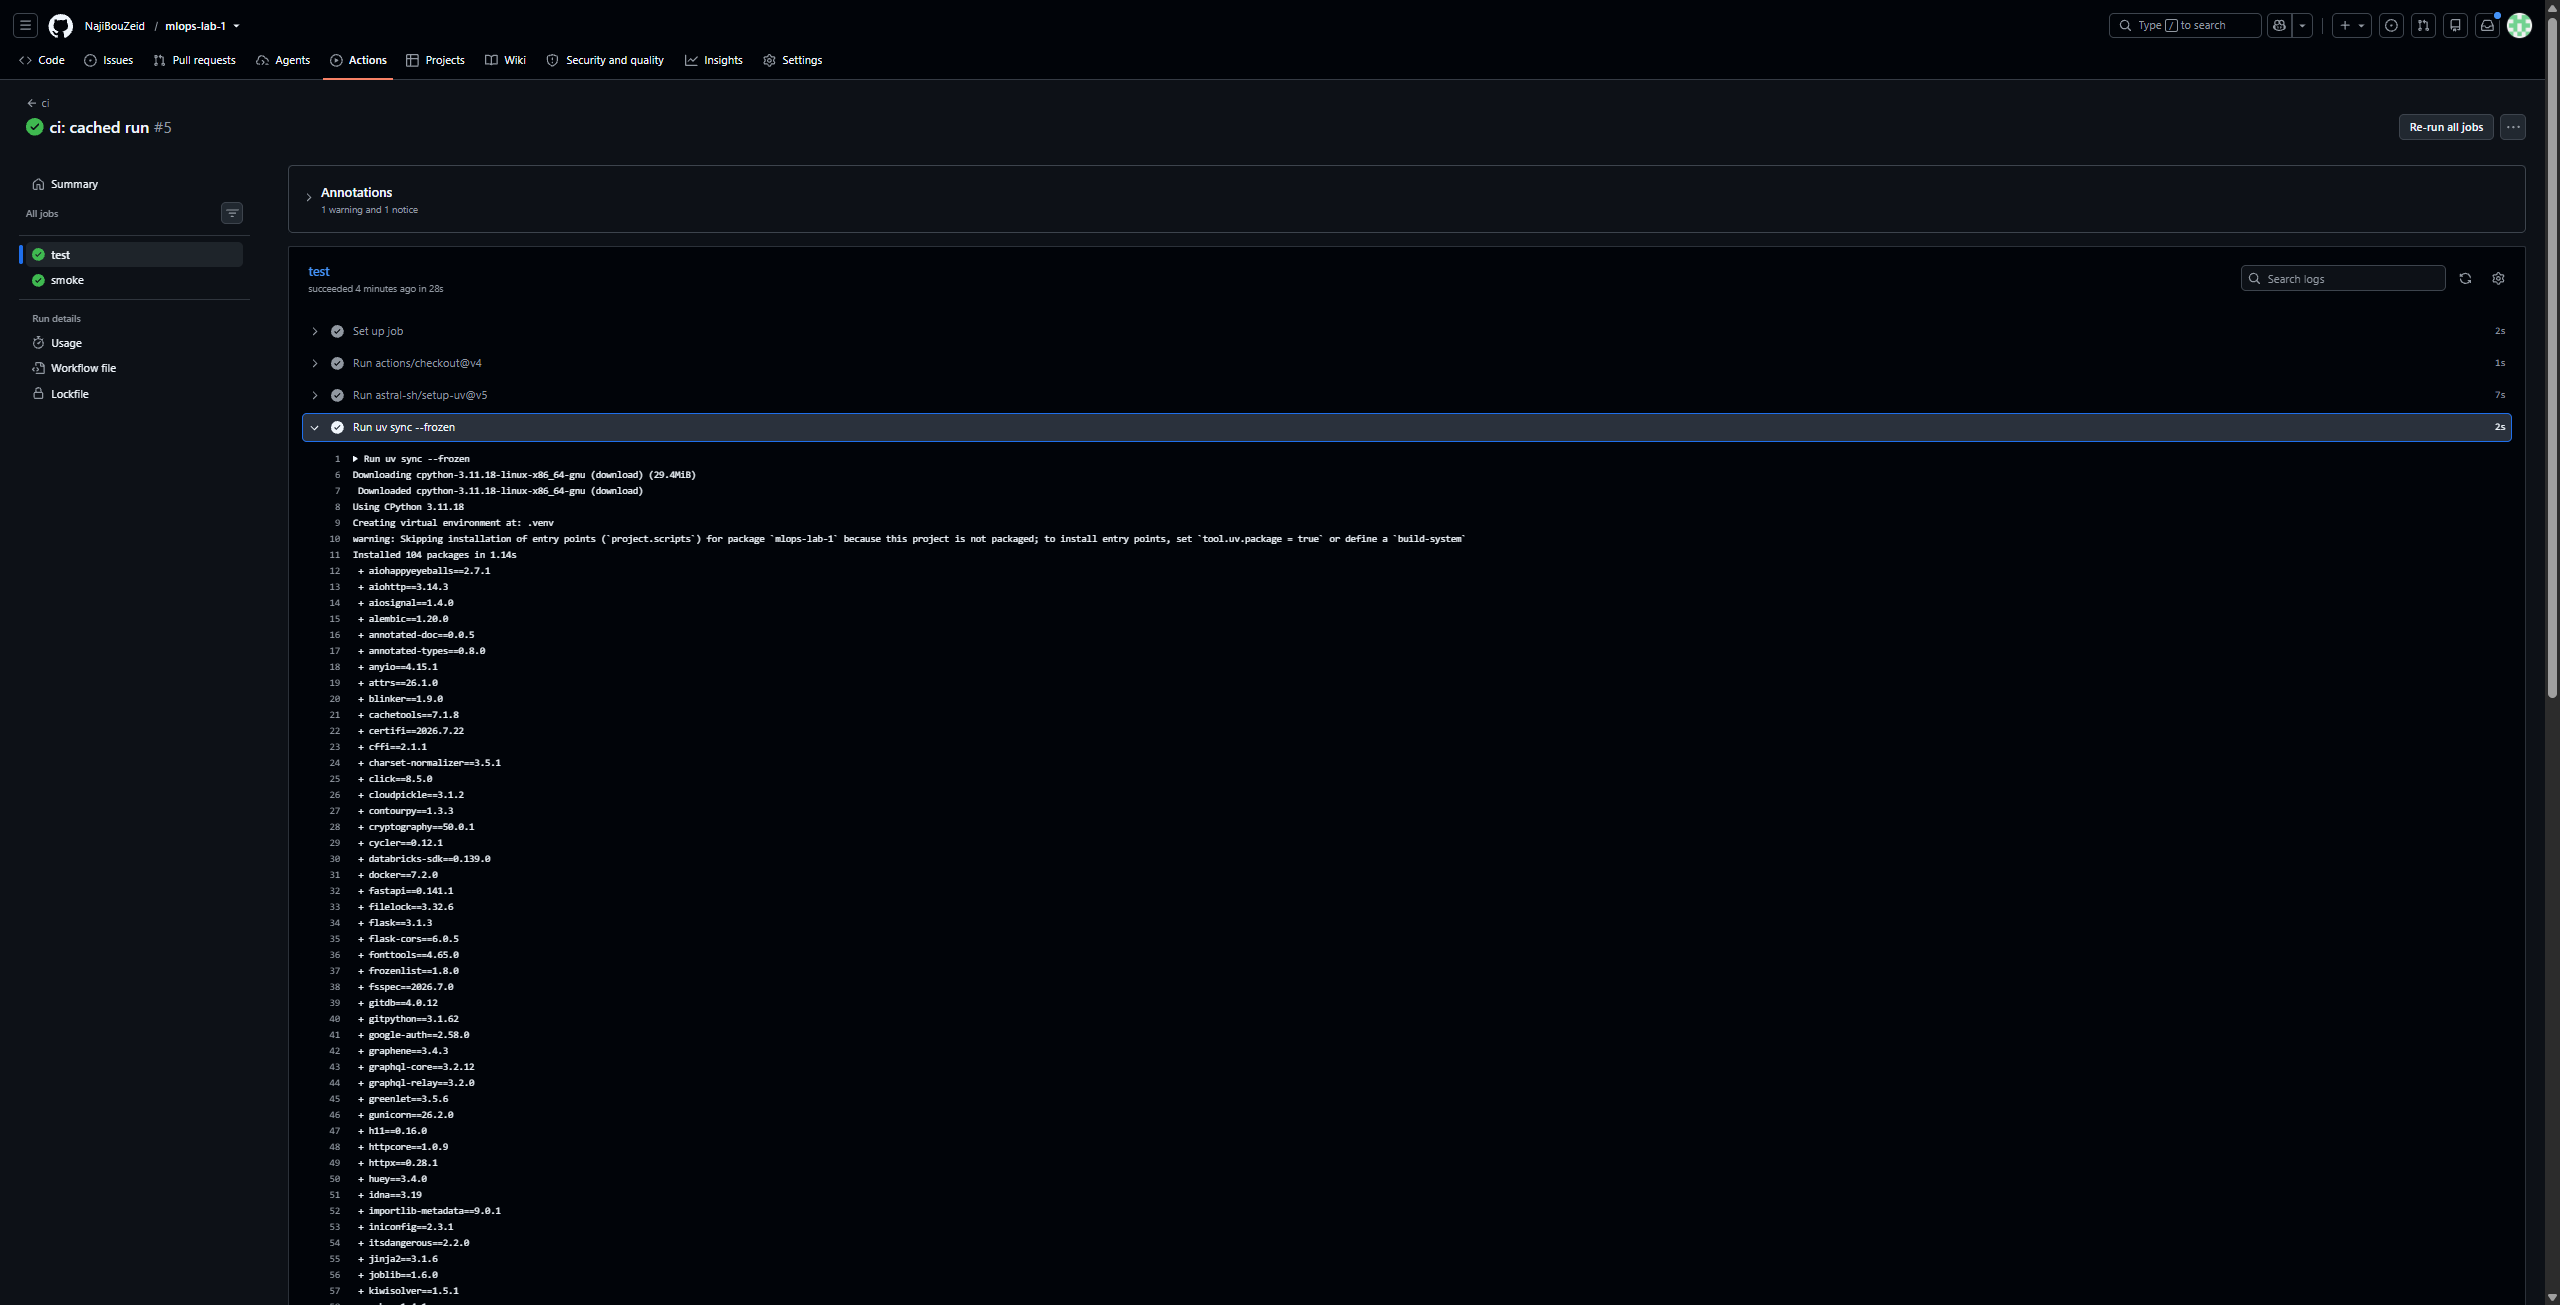 NajiBouZeid / mlops-lab-1
Type / to search
Code Issues Pull requests Agents Actions Projects Wiki Security and quality Insights Settings
ci
ci: cached run #5
Re-run all jobs
Summary
All jobs
test
smoke
Run details
Usage
Workflow file
Lockfile
Annotations
1 warning and 1 notice
test
succeeded 4 minutes ago in 28s
Search logs
Set up job 2s
Run actions/checkout@v4 1s
Run astral-sh/setup-uv@v5 7s
Run uv sync --frozen 2s
1 Run uv sync --frozen
6 Downloading cpython-3.11.18-linux-x86_64-gnu (download) (29.4MiB)
7 Downloaded cpython-3.11.18-linux-x86_64-gnu (download)
8 Using CPython 3.11.18
9 Creating virtual environment at: .venv
10 warning: Skipping installation of entry points (`project.scripts`) for package `mlops-lab-1` because this project is not packaged; to install entry points, set `tool.uv.package = true` or define a `build-system`
11 Installed 104 packages in 1.14s
12 + aiohappyeyeballs==2.7.1
13 + aiohttp==3.14.3
14 + aiosignal==1.4.0
15 + alembic==1.20.0
16 + annotated-doc==0.0.5
17 + annotated-types==0.8.0
18 + anyio==4.15.1
19 + attrs==26.1.0
20 + blinker==1.9.0
21 + cachetools==7.1.8
22 + certifi==2026.7.22
23 + cffi==2.1.1
24 + charset-normalizer==3.5.1
25 + click==8.5.0
26 + cloudpickle==3.1.2
27 + contourpy==1.3.3
28 + cryptography==50.0.1
29 + cycler==0.12.1
30 + databricks-sdk==0.139.0
31 + docker==7.2.0
32 + fastapi==0.141.1
33 + filelock==3.32.6
34 + flask==3.1.3
35 + flask-cors==6.0.5
36 + fonttools==4.65.0
37 + frozenlist==1.8.0
38 + fsspec==2026.7.0
39 + gitdb==4.0.12
40 + gitpython==3.1.62
41 + google-auth==2.58.0
42 + graphene==3.4.3
43 + graphql-core==3.2.12
44 + graphql-relay==3.2.0
45 + greenlet==3.5.6
46 + gunicorn==26.2.0
47 + h11==0.16.0
48 + httpcore==1.0.9
49 + httpx==0.28.1
50 + huey==3.4.0
51 + idna==3.19
52 + importlib-metadata==9.0.1
53 + iniconfig==2.3.1
54 + itsdangerous==2.2.0
55 + jinja2==3.1.6
56 + joblib==1.6.0
57 + kiwisolver==1.5.1